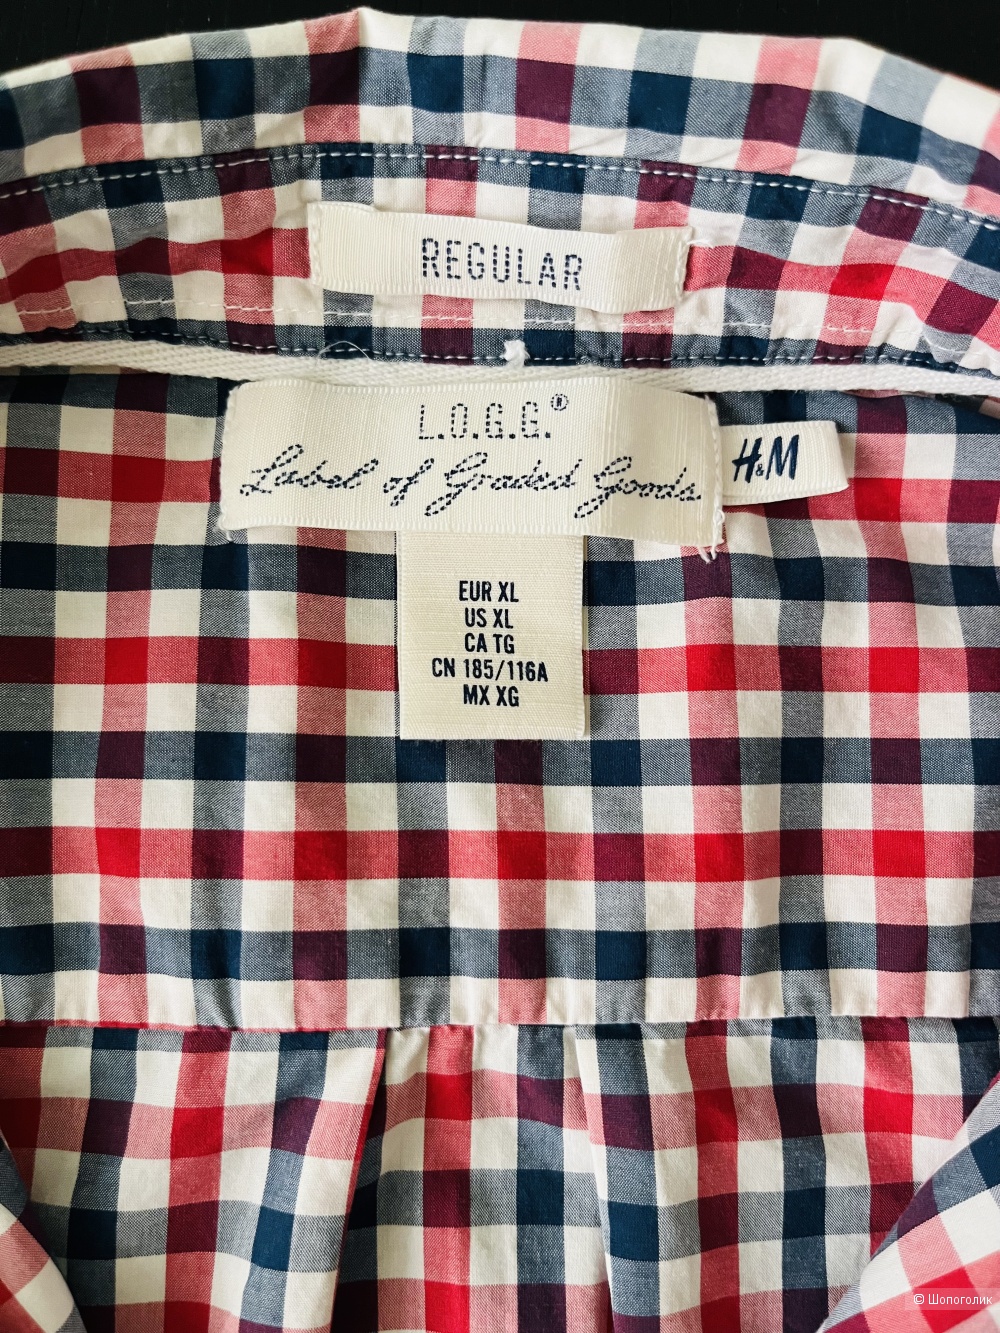 REGULAR
L.O.G.G.®
Label of Graded Goods
H&M
EUR XL
US XL
CA TG
CN 185/116A
MX XG
© Шопоголик